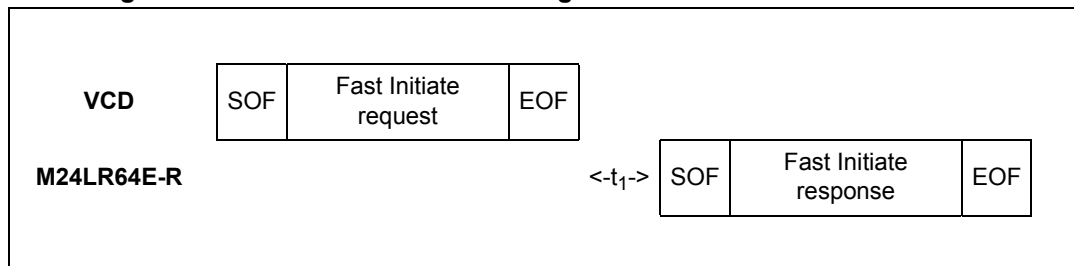 VCD SOF Fast Initiate request EOF
M24LR64E-R <-t1-> SOF Fast Initiate response EOF